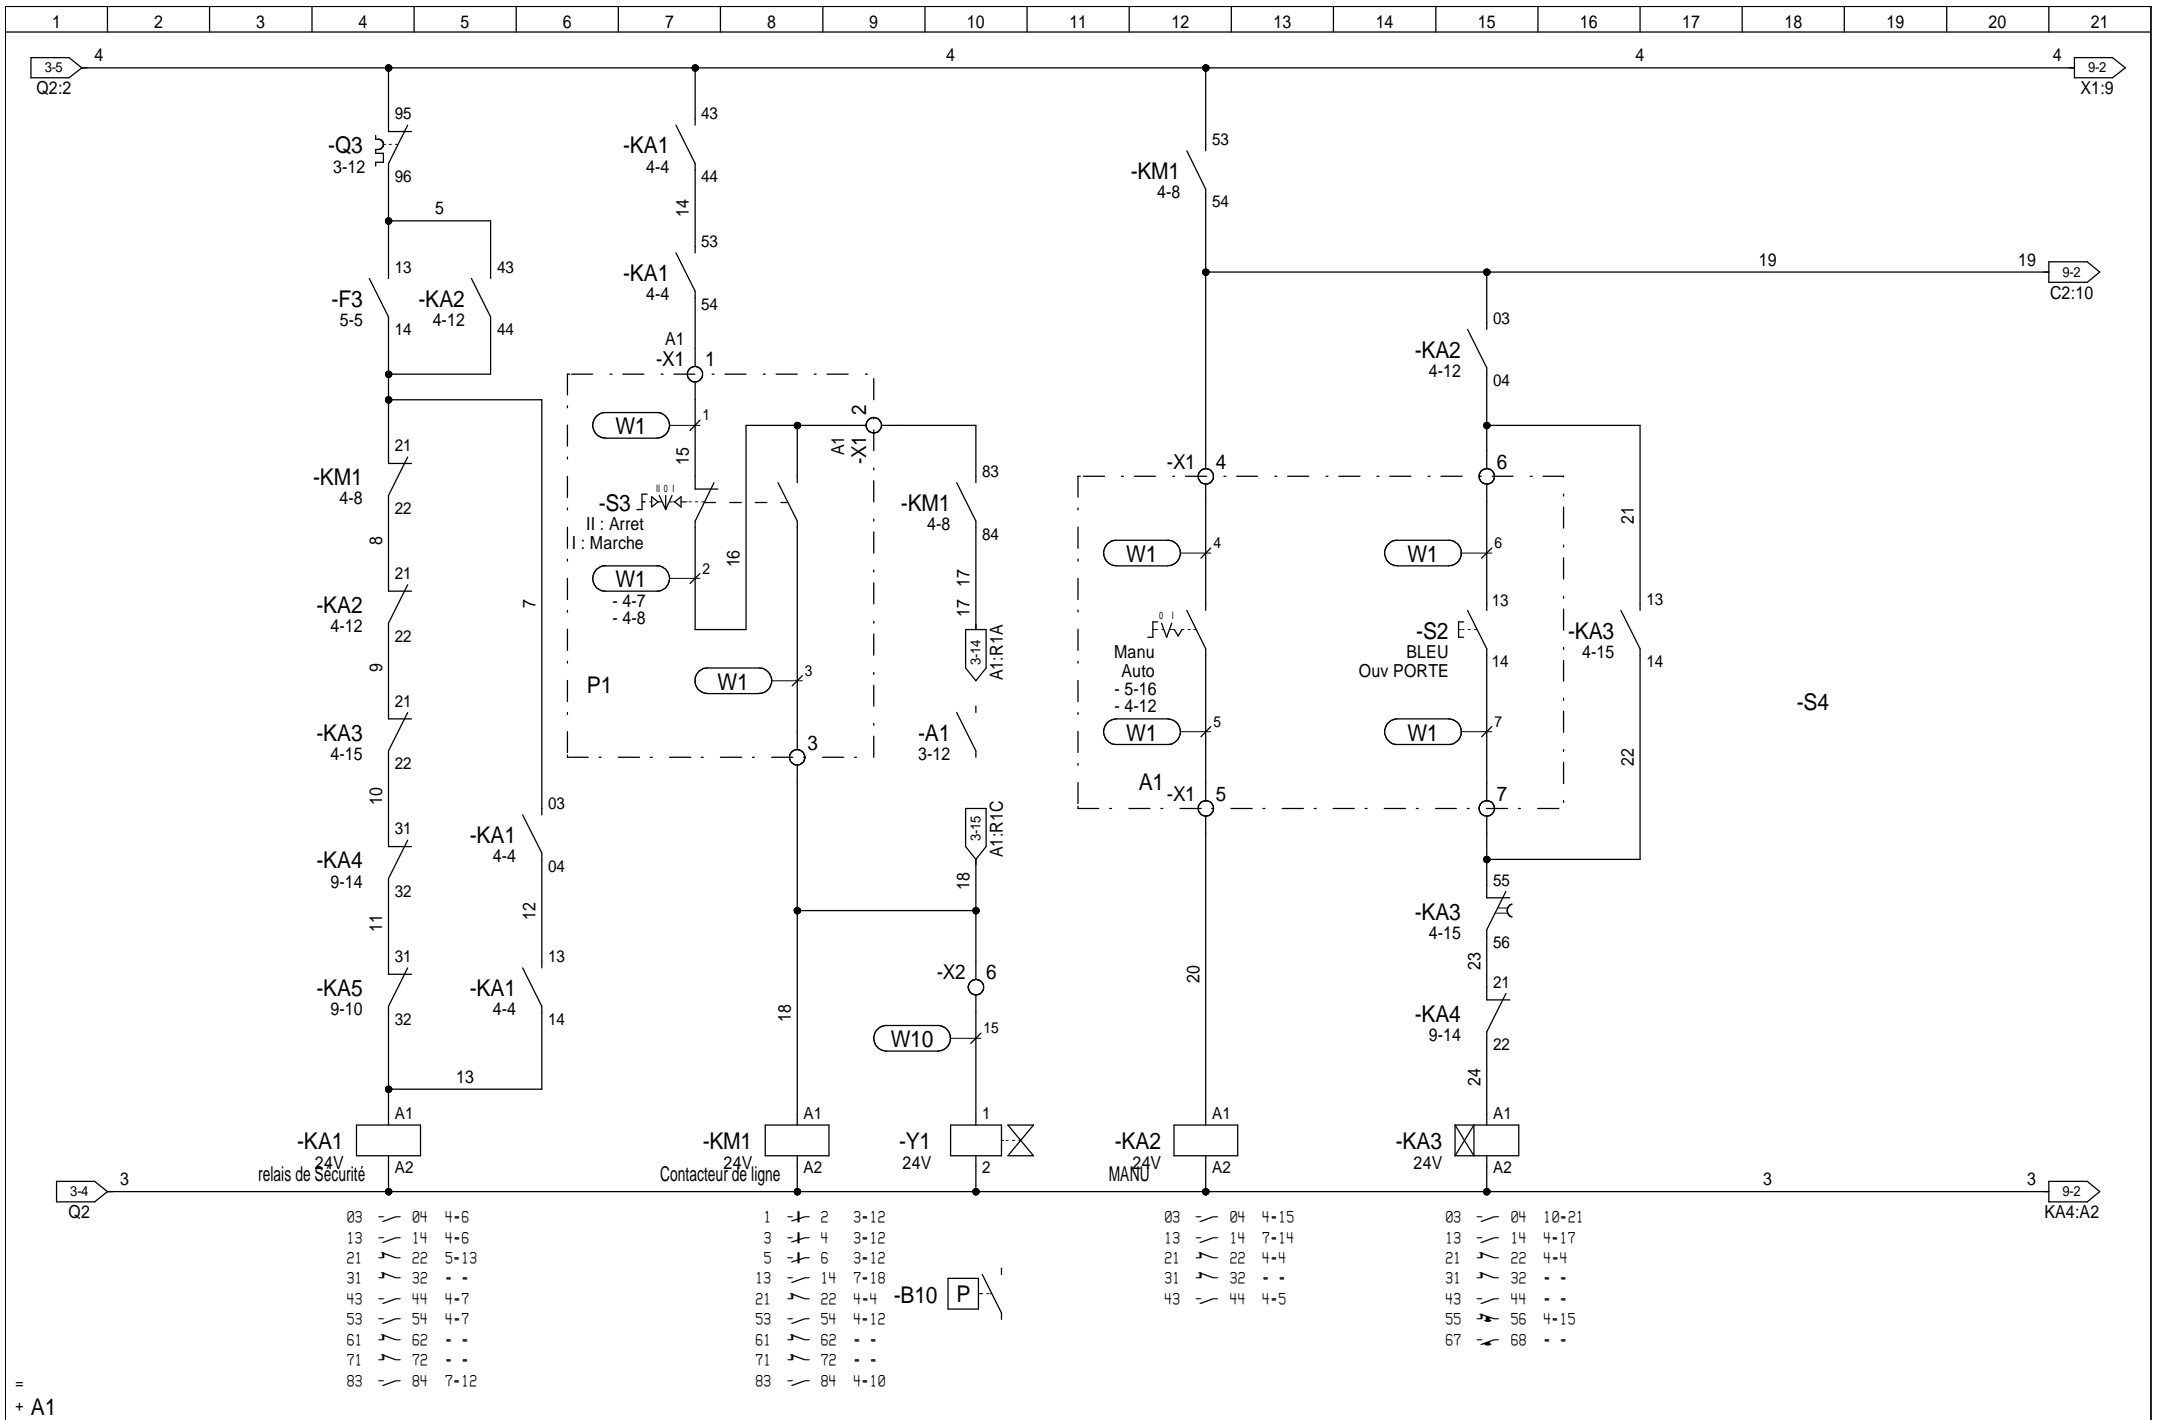 1 2 3 4 5 6 7 8 9 10 11 12 13 14 15 16 17 18 19 20 21
4 4 4 4
3-5
Q2:2
9-2
X1:9
95
-Q3
3-12
96
5
13
-F3
5-5
14
43
-KA2
4-12
44
21
-KM1
4-8
22
8
21
-KA2
4-12
22
9
21
-KA3
4-15
22
10
31
-KA4
9-14
32
11
31
-KA5
9-10
32
7
03
-KA1
4-4
04
12
13
-KA1
4-4
14
13
A1
-KA1
24V
A2
relais de Sécurité
43
-KA1
4-4
44
14
53
-KA1
4-4
54
A1
-X1 1
W1
1
15
II 0 I
-S3
II : Arret
I : Marche
W1
2
- 4-7
- 4-8
16
2
A1
-X1
W1
3
P1
3
83
-KM1
4-8
84
17
17
3-14
A1:R1A
-A1
3-12
3-15
A1:R1C
18
18
-X2 6
W10
15
A1
-KM1
24V
A2
Contacteur de ligne
1
-Y1
24V
2
53
-KM1
4-8
54
19 19
9-2
C2:10
03
-KA2
4-12
04
-X1 4
6
W1
4
W1
6
0 I
Manu
Auto
- 5-16
- 4-12
W1
5
13
-S2
BLEU
Ouv PORTE
14
W1
7
A1
-X1 5
7
21
13
-KA3
4-15
14
22
-S4
55
-KA3
4-15
56
23
21
-KA4
9-14
22
24
20
A1
-KA2
24V
A2
MANU
A1
-KA3
24V
A2
3-4
Q2
3 3 3
9-2
KA4:A2
03 04 4-6
13 14 4-6
21 22 5-13
31 32 - -
43 44 4-7
53 54 4-7
61 62 - -
71 72 - -
83 84 7-12
1 2 3-12
3 4 3-12
5 6 3-12
13 14 7-18
21 22 4-4
53 54 4-12
61 62 - -
71 72 - -
83 84 4-10
-B10 P
03 04 4-15
13 14 7-14
21 22 4-4
31 32 - -
43 44 4-5
03 04 10-21
13 14 4-17
21 22 4-4
31 32 - -
43 44 - -
55 56 4-15
67 68 - -
=
+ A1